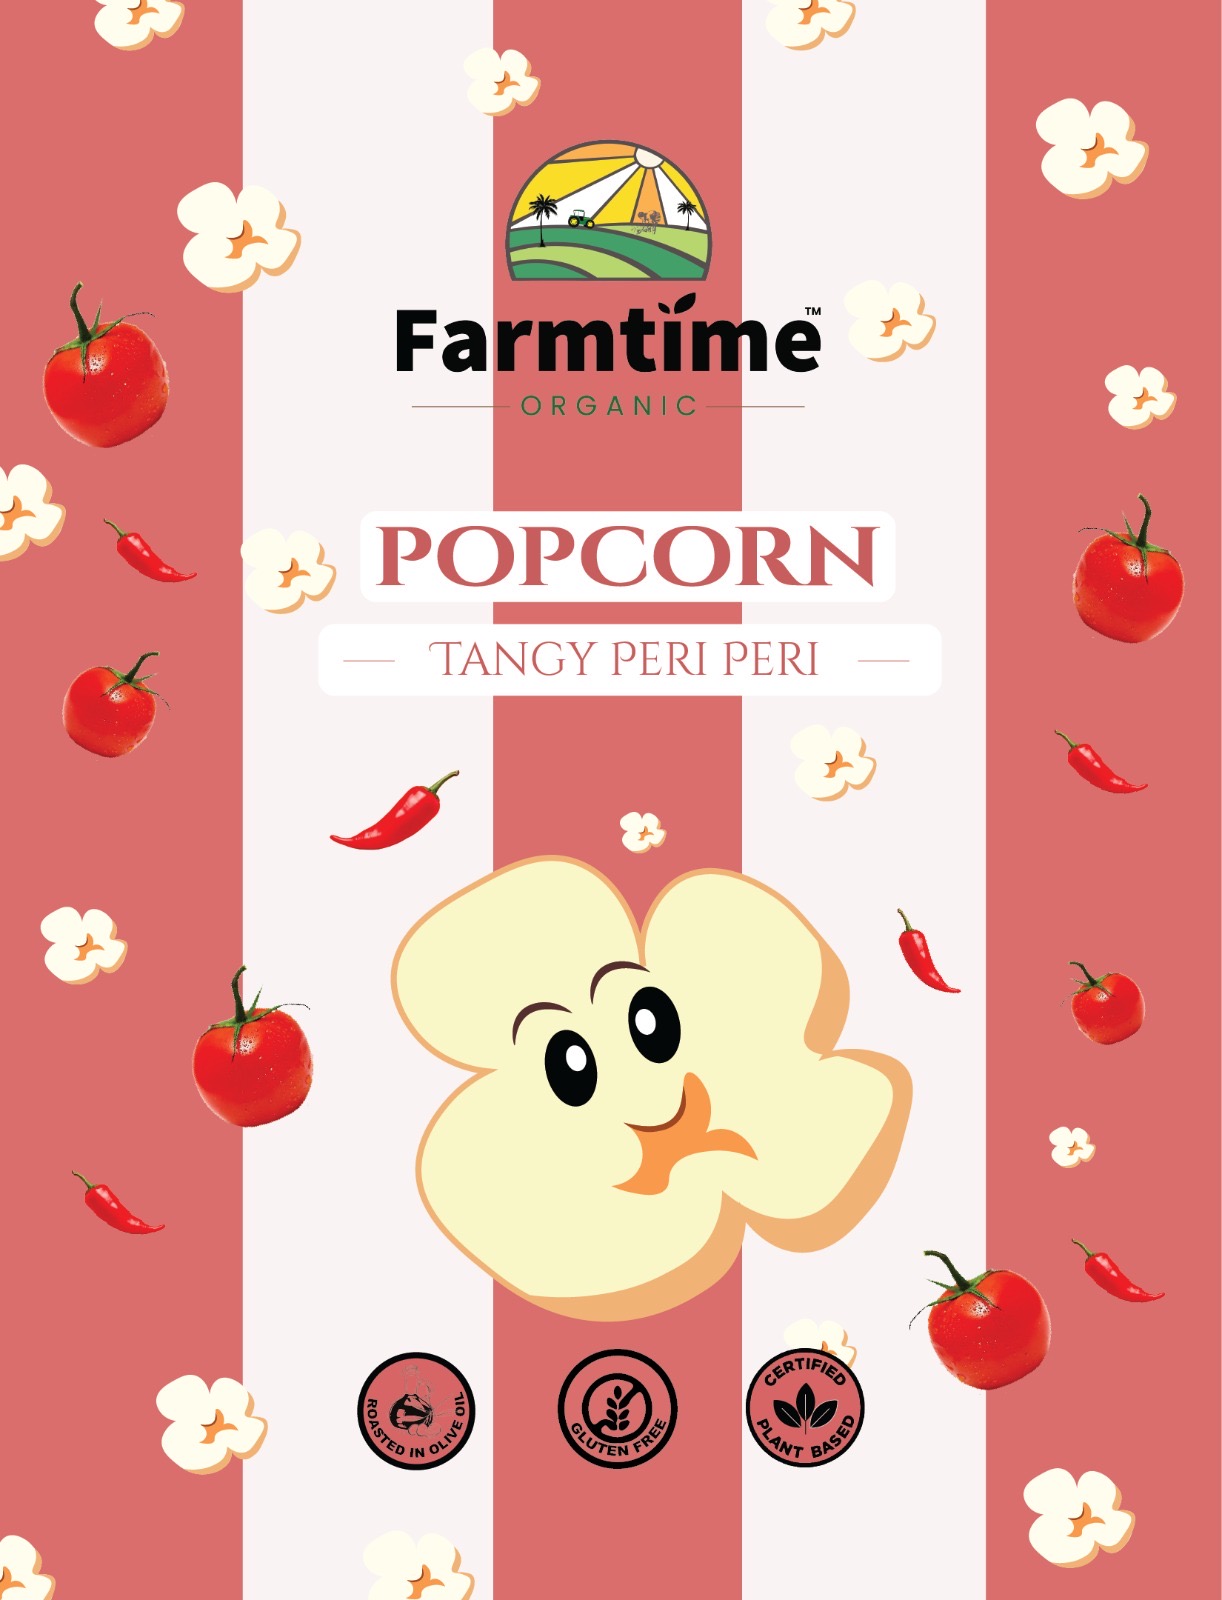 Farmtime™
ORGANIC
POPCORN
TANGY PERI PERI
ROASTED IN OLIVE OIL
GLUTEN FREE
CERTIFIED
PLANT BASED